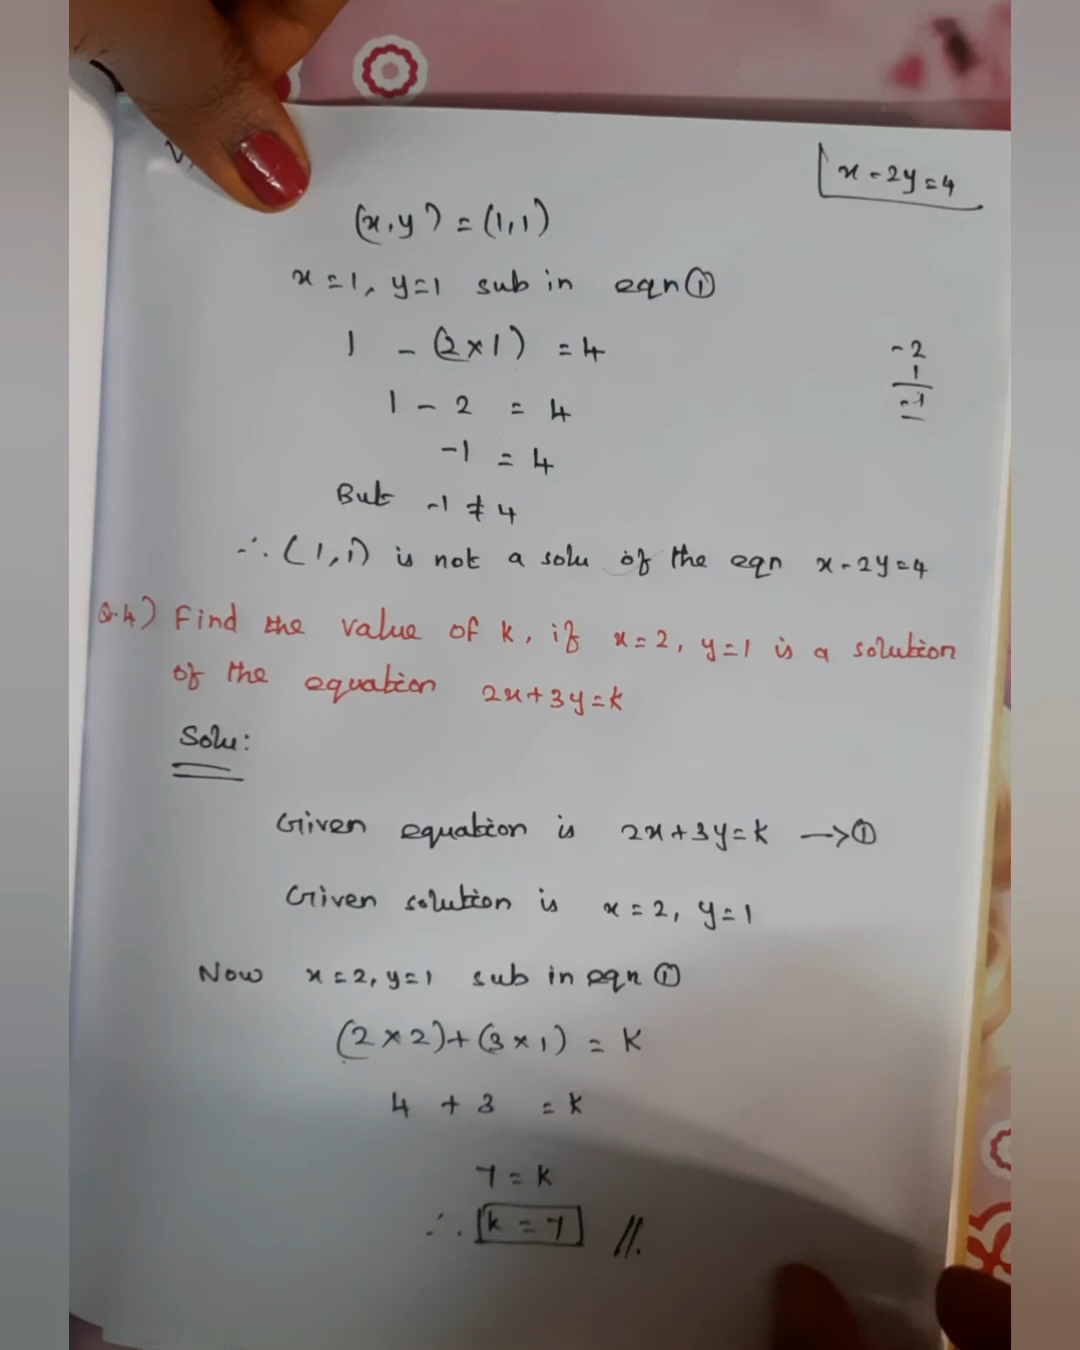 x - 2y = 4
(x, y) = (1, 1)
x = 1, y = 1 sub in eqn ①
1 - (2 × 1) = 4
1 - 2 = 4
-2
1
-1
-1 = 4
But -1 ≠ 4
∴ (1, 1) is not a solu of the eqn x - 2y = 4
Q.4) Find the value of k, if x = 2, y = 1 is a solution
of the equation 2x + 3y = k
Solu:
Given equation is 2x + 3y = k → ①
Given solution is x = 2, y = 1
Now x = 2, y = 1 sub in eqn ①
(2 × 2) + (3 × 1) = k
4 + 3 = k
7 = k
∴ k = 7 //.